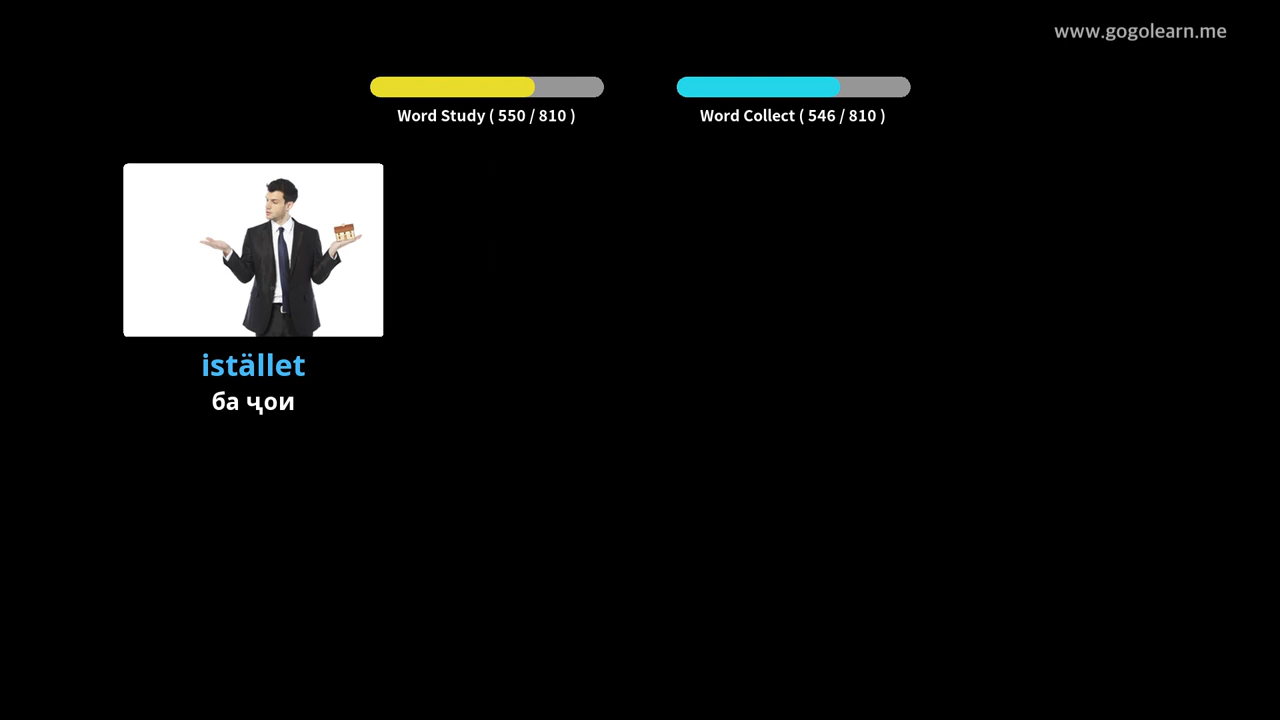 www.gogolearn.me
Word Study ( 550 / 810 )
Word Collect ( 546 / 810 )
istället
ба ҷои